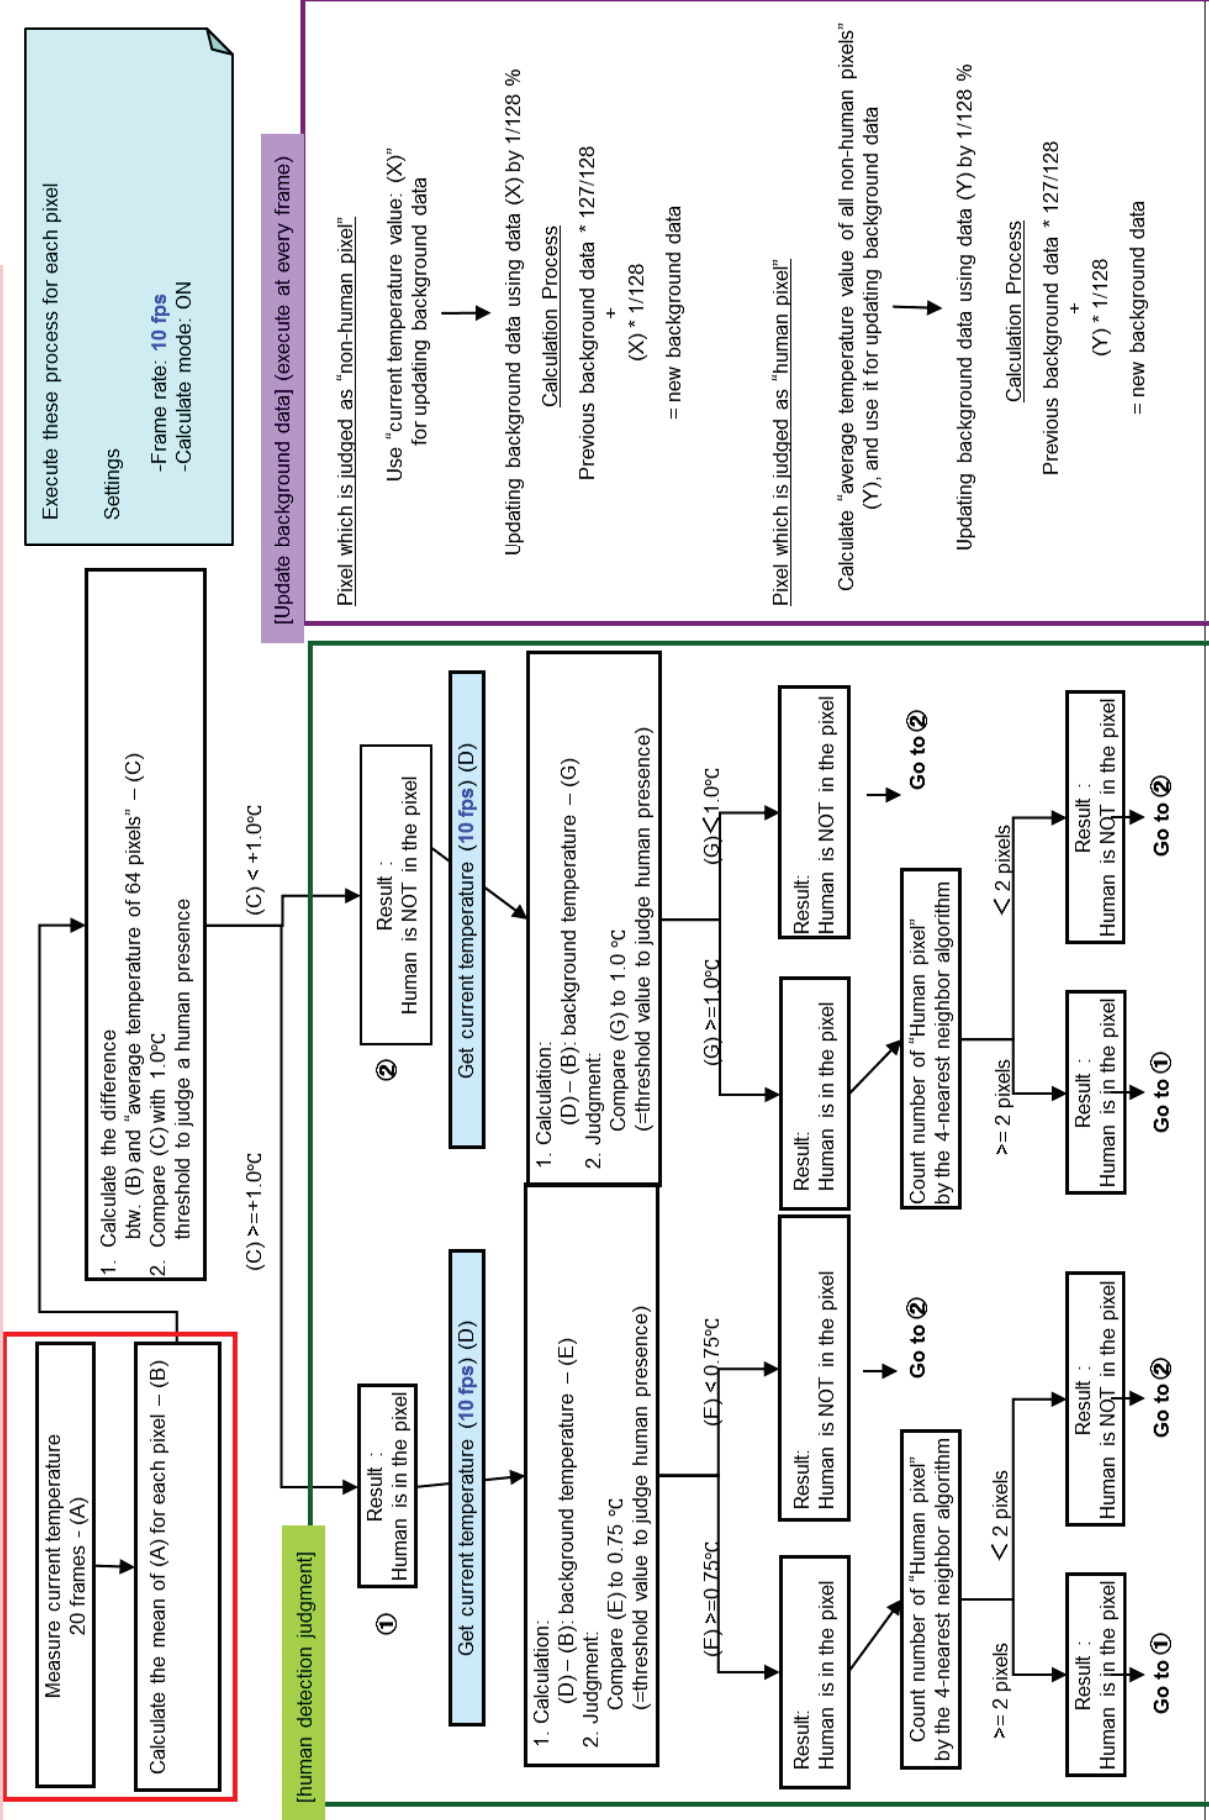 Measure current temperature
20 frames - (A)
Calculate the mean of (A) for each pixel – (B)
1. Calculate the difference
btw. (B) and “average temperature of 64 pixels” – (C)
2. Compare (C) with 1.0℃
threshold to judge a human presence
Execute these process for each pixel
Settings
-Frame rate: 10 fps
-Calculate mode: ON
(C) >=+1.0℃
(C) < +1.0℃
[human detection judgment]
①
Result :
Human is in the pixel
Get current temperature (10 fps) (D)
1. Calculation:
(D) – (B): background temperature – (E)
2. Judgment:
Compare (E) to 0.75 ℃
(=threshold value to judge human presence)
(E) >=0.75℃
(E) < 0.75℃
Result:
Human is in the pixel
Result:
Human is NOT in the pixel
Go to ②
Count number of “Human pixel”
by the 4-nearest neighbor algorithm
>= 2 pixels
< 2 pixels
Result :
Human is in the pixel
Go to ①
Result :
Human is NOT in the pixel
Go to ②
②
Result :
Human is NOT in the pixel
Get current temperature (10 fps) (D)
1. Calculation:
(D) – (B): background temperature – (G)
2. Judgment:
Compare (G) to 1.0 ℃
(=threshold value to judge human presence)
(G) >=1.0℃
(G) < 1.0℃
Result:
Human is in the pixel
Result:
Human is NOT in the pixel
Go to ②
Count number of “Human pixel”
by the 4-nearest neighbor algorithm
>= 2 pixels
< 2 pixels
Result :
Human is in the pixel
Go to ①
Result :
Human is NOT in the pixel
Go to ②
[Update background data] (execute at every frame)
Pixel which is judged as “non-human pixel”
Use “current temperature value: (X)”
for updating background data
Updating background data using data (X) by 1/128 %
Calculation Process
Previous background data * 127/128
+
(X) * 1/128
= new background data
Pixel which is judged as “human pixel”
Calculate “average temperature value of all non-human pixels”
(Y), and use it for updating background data
Updating background data using data (Y) by 1/128 %
Calculation Process
Previous background data * 127/128
+
(Y) * 1/128
= new background data